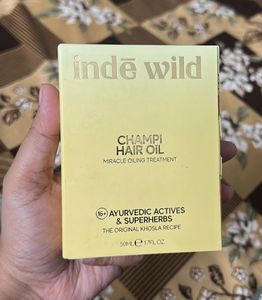 indē wild
CHAMPI
HAIR OIL
MIRACLE OILING TREATMENT
16+ AYURVEDIC ACTIVES
& SUPERHERBS
THE ORIGINAL KHOSLA RECIPE
50ML ℮ 1.7FL OZ